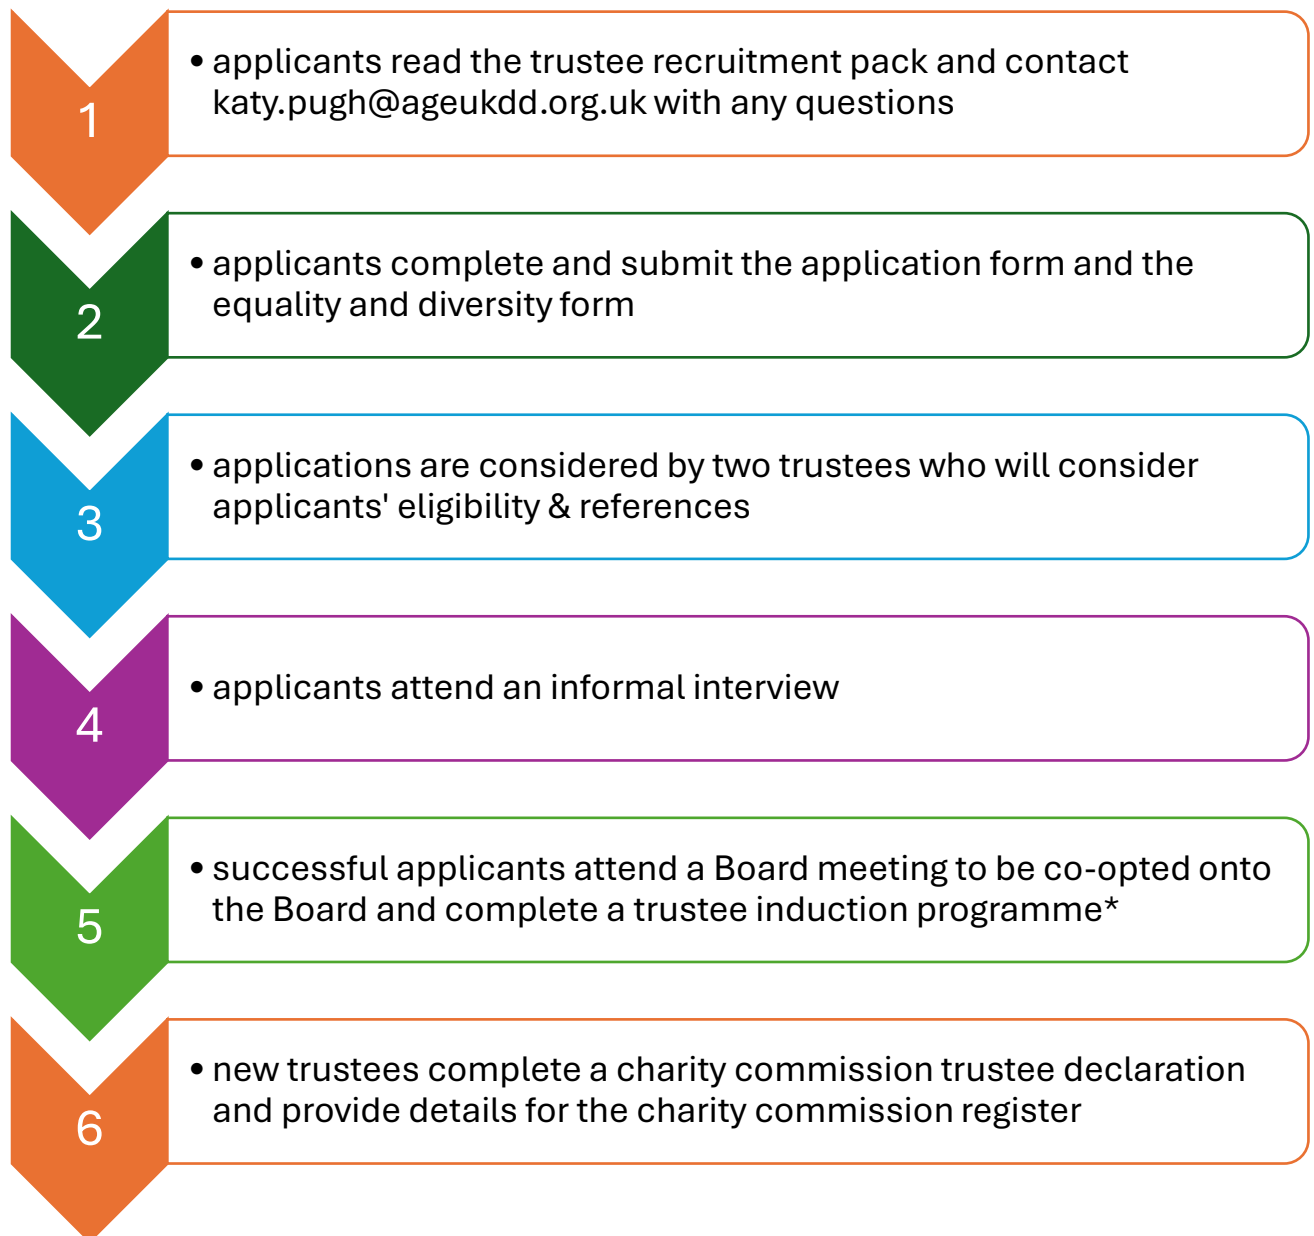 1
• applicants read the trustee recruitment pack and contact
katy.pugh@ageukdd.org.uk with any questions
2
• applicants complete and submit the application form and the
equality and diversity form
3
• applications are considered by two trustees who will consider
applicants' eligibility & references
4
• applicants attend an informal interview
5
• successful applicants attend a Board meeting to be co-opted onto
the Board and complete a trustee induction programme*
6
• new trustees complete a charity commission trustee declaration
and provide details for the charity commission register